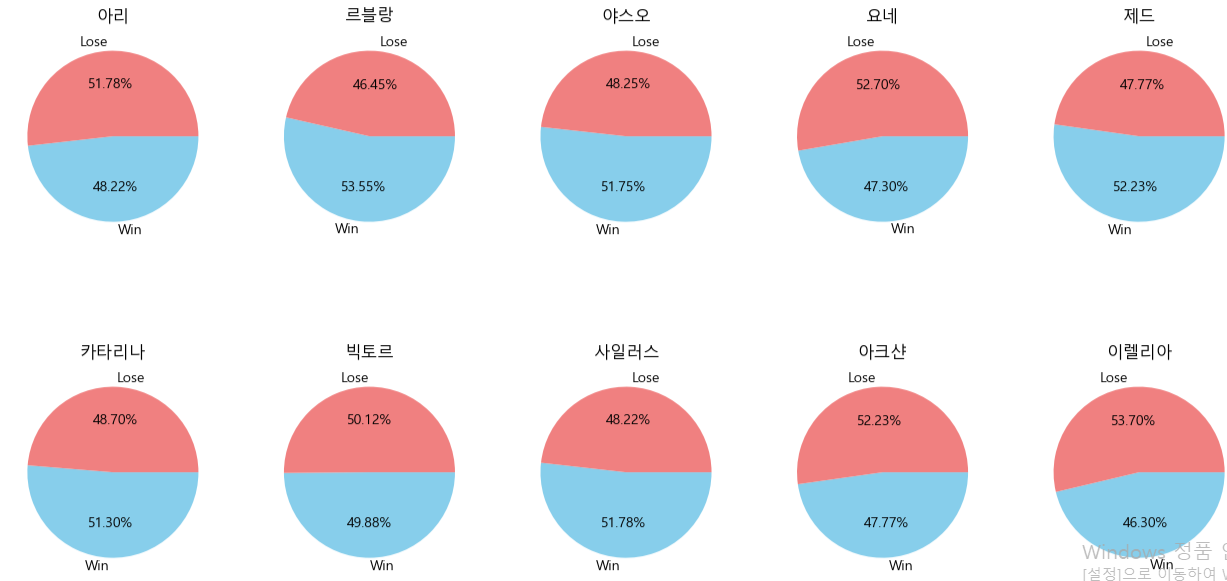 아리 르블랑 야스오 요네 제드
Lose Lose Lose Lose Lose
51.78% 46.45% 48.25% 52.70% 47.77%
48.22% 53.55% 51.75% 47.30% 52.23%
Win Win Win Win Win
카타리나 빅토르 사일러스 아크샨 이렐리아
Lose Lose Lose Lose Lose
48.70% 50.12% 48.22% 52.23% 53.70%
51.30% 49.88% 51.78% 47.77% 46.30%
Windows 정품
Win Win Win Win Win
[설정]으로 이동하여